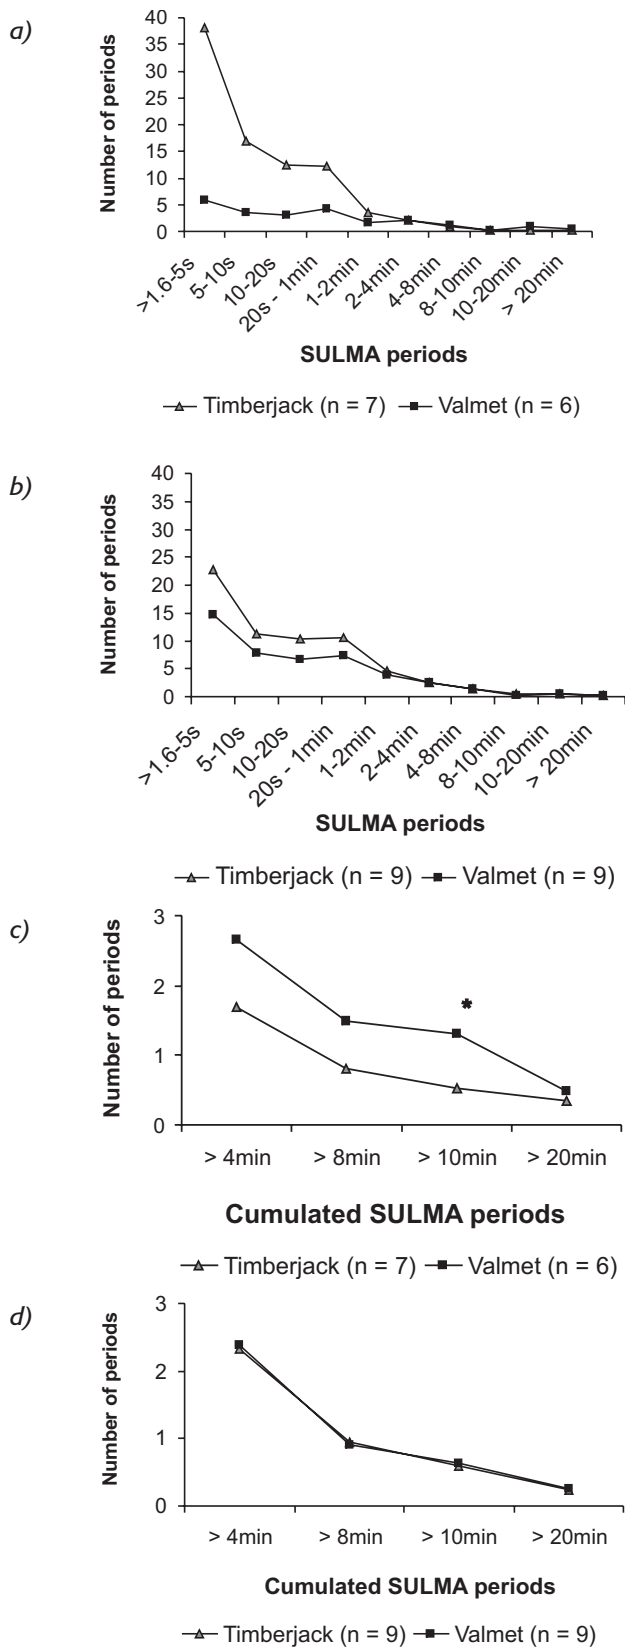 a)
Number of periods
40
35
30
25
20
15
10
5
0
>1.6-5s
5-10s
10-20s
20s - 1min
1-2min
2-4min
4-8min
8-10min
10-20min
> 20min
SULMA periods
Timberjack (n = 7) Valmet (n = 6)
b)
Number of periods
40
35
30
25
20
15
10
5
0
>1.6-5s
5-10s
10-20s
20s - 1min
1-2min
2-4min
4-8min
8-10min
10-20min
> 20min
SULMA periods
Timberjack (n = 9) Valmet (n = 9)
c)
Number of periods
3
2
1
0
*
> 4min > 8min > 10min > 20min
Cumulated SULMA periods
Timberjack (n = 7) Valmet (n = 6)
d)
Number of periods
3
2
1
0
> 4min > 8min > 10min > 20min
Cumulated SULMA periods
Timberjack (n = 9) Valmet (n = 9)